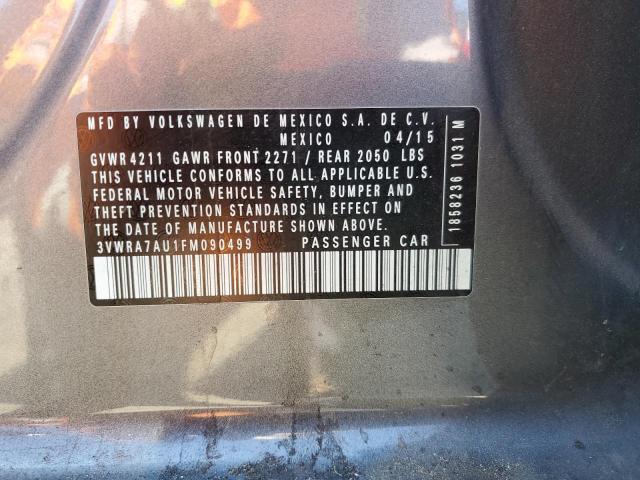 MFD BY VOLKSWAGEN DE MEXICO S.A. DE C.V.
MEXICO 04/15
GVWR 4211 GAWR FRONT 2271 / REAR 2050 LBS
THIS VEHICLE CONFORMS TO ALL APPLICABLE U.S.
FEDERAL MOTOR VEHICLE SAFETY, BUMPER AND
THEFT PREVENTION STANDARDS IN EFFECT ON
THE DATE OF MANUFACTURE SHOWN ABOVE.
3VWRA7AU1FM090499 PASSENGER CAR
1858236 1031 M